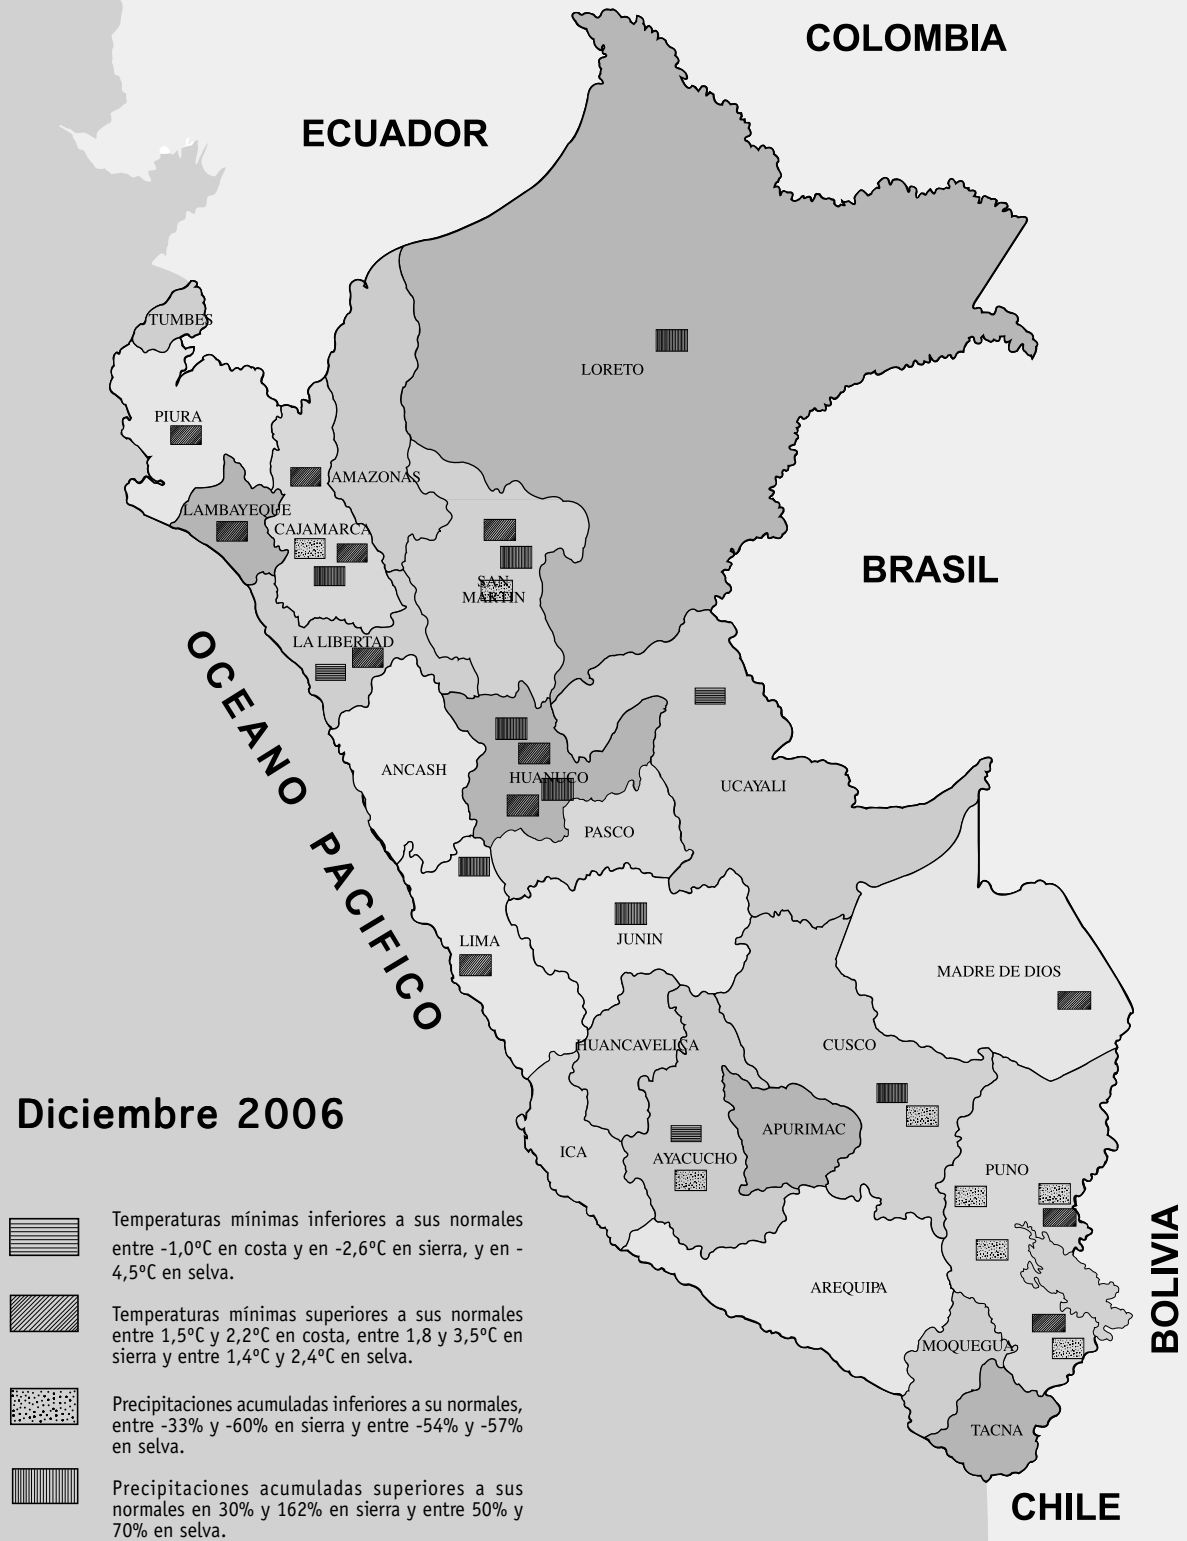 COLOMBIA
ECUADOR
TUMBES
LORETO
PIURA
AMAZONAS
LAMBAYEQUE
CAJAMARCA
BRASIL
SAN
MARTIN
LA LIBERTAD
OCEANO PACIFICO
ANCASH
HUANUCO
UCAYALI
PASCO
LIMA
JUNIN
MADRE DE DIOS
HUANCAVELICA
CUSCO
Diciembre 2006
APURIMAC
ICA
AYACUCHO
PUNO
BOLIVIA
AREQUIPA
MOQUEGUA
TACNA
CHILE
Temperaturas mínimas inferiores a sus normales
entre -1,0ºC en costa y en -2,6ºC en sierra, y en -
4,5ºC en selva.
Temperaturas mínimas superiores a sus normales
entre 1,5ºC y 2,2ºC en costa, entre 1,8 y 3,5ºC en
sierra y entre 1,4ºC y 2,4ºC en selva.
Precipitaciones acumuladas inferiores a su normales,
entre -33% y -60% en sierra y entre -54% y -57%
en selva.
Precipitaciones acumuladas superiores a sus
normales en 30% y 162% en sierra y entre 50% y
70% en selva.